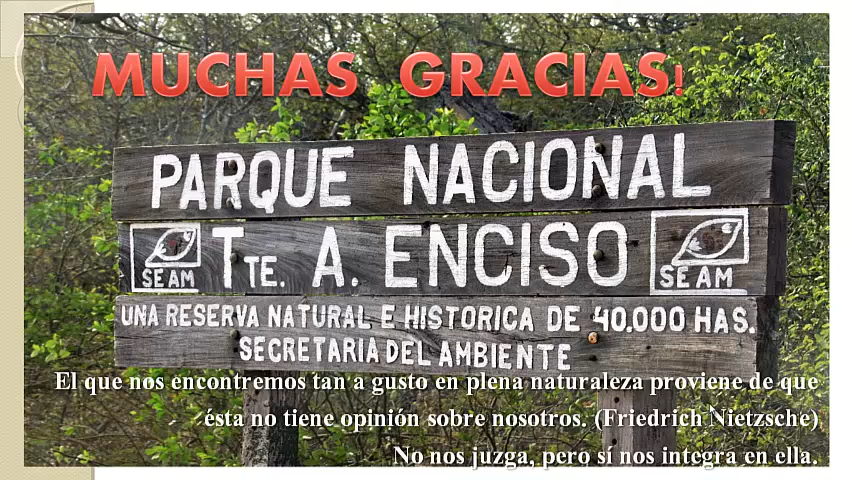 MUCHAS GRACIAS!
PARQUE NACIONAL
SEAM TTE. A. ENCISO SEAM
UNA RESERVA NATURAL E HISTORICA DE 40.000 HAS.
SECRETARIA DEL AMBIENTE
El que nos encontremos tan a gusto en plena naturaleza proviene de que
ésta no tiene opinión sobre nosotros. (Friedrich Nietzsche)
No nos juzga, pero sí nos integra en ella.